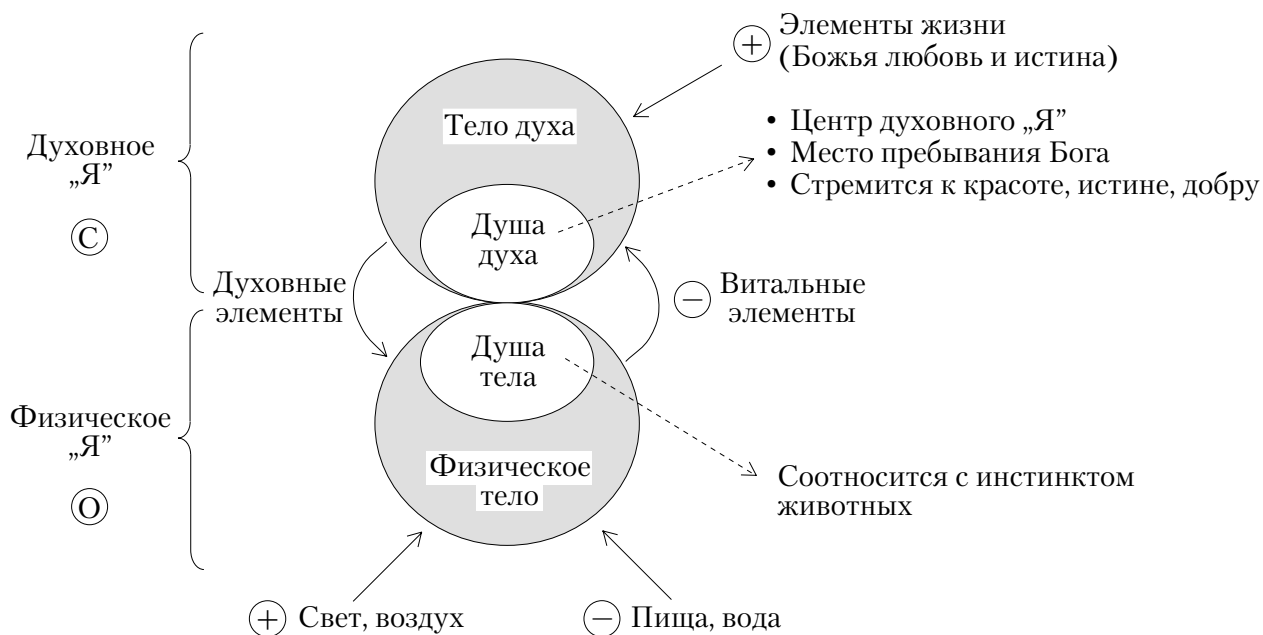 + Элементы жизни
(Божья любовь и истина)
Тело духа
• Центр духовного „Я”
• Место пребывания Бога
• Стремится к красоте, истине, добру
Духовное
„Я”
С
Душа
духа
Духовные
элементы
− Витальные
элементы
Душа
тела
Физическое
„Я”
О
Физическое
тело
Соотносится с инстинктом
животных
+ Свет, воздух
− Пища, вода